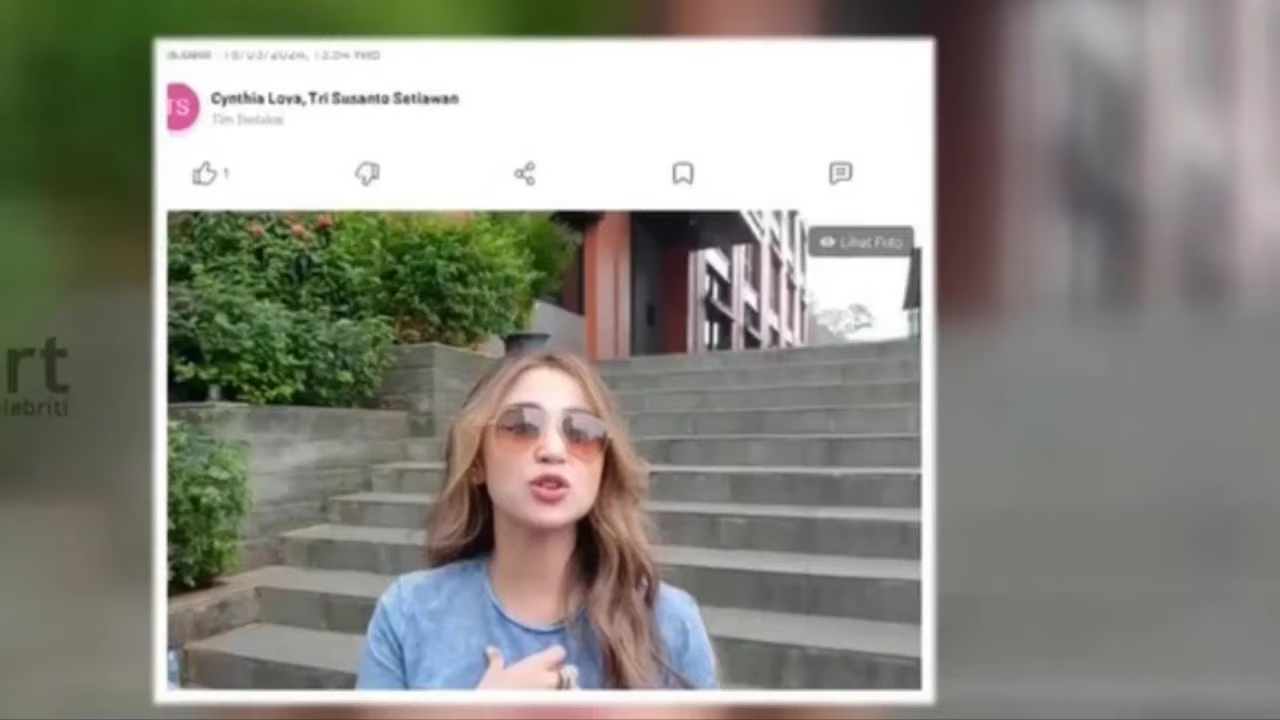 Cynthia Lova, Tri Susanto Setiawan
Tim Redaksi
1
Lihat Foto
rt
lebriti